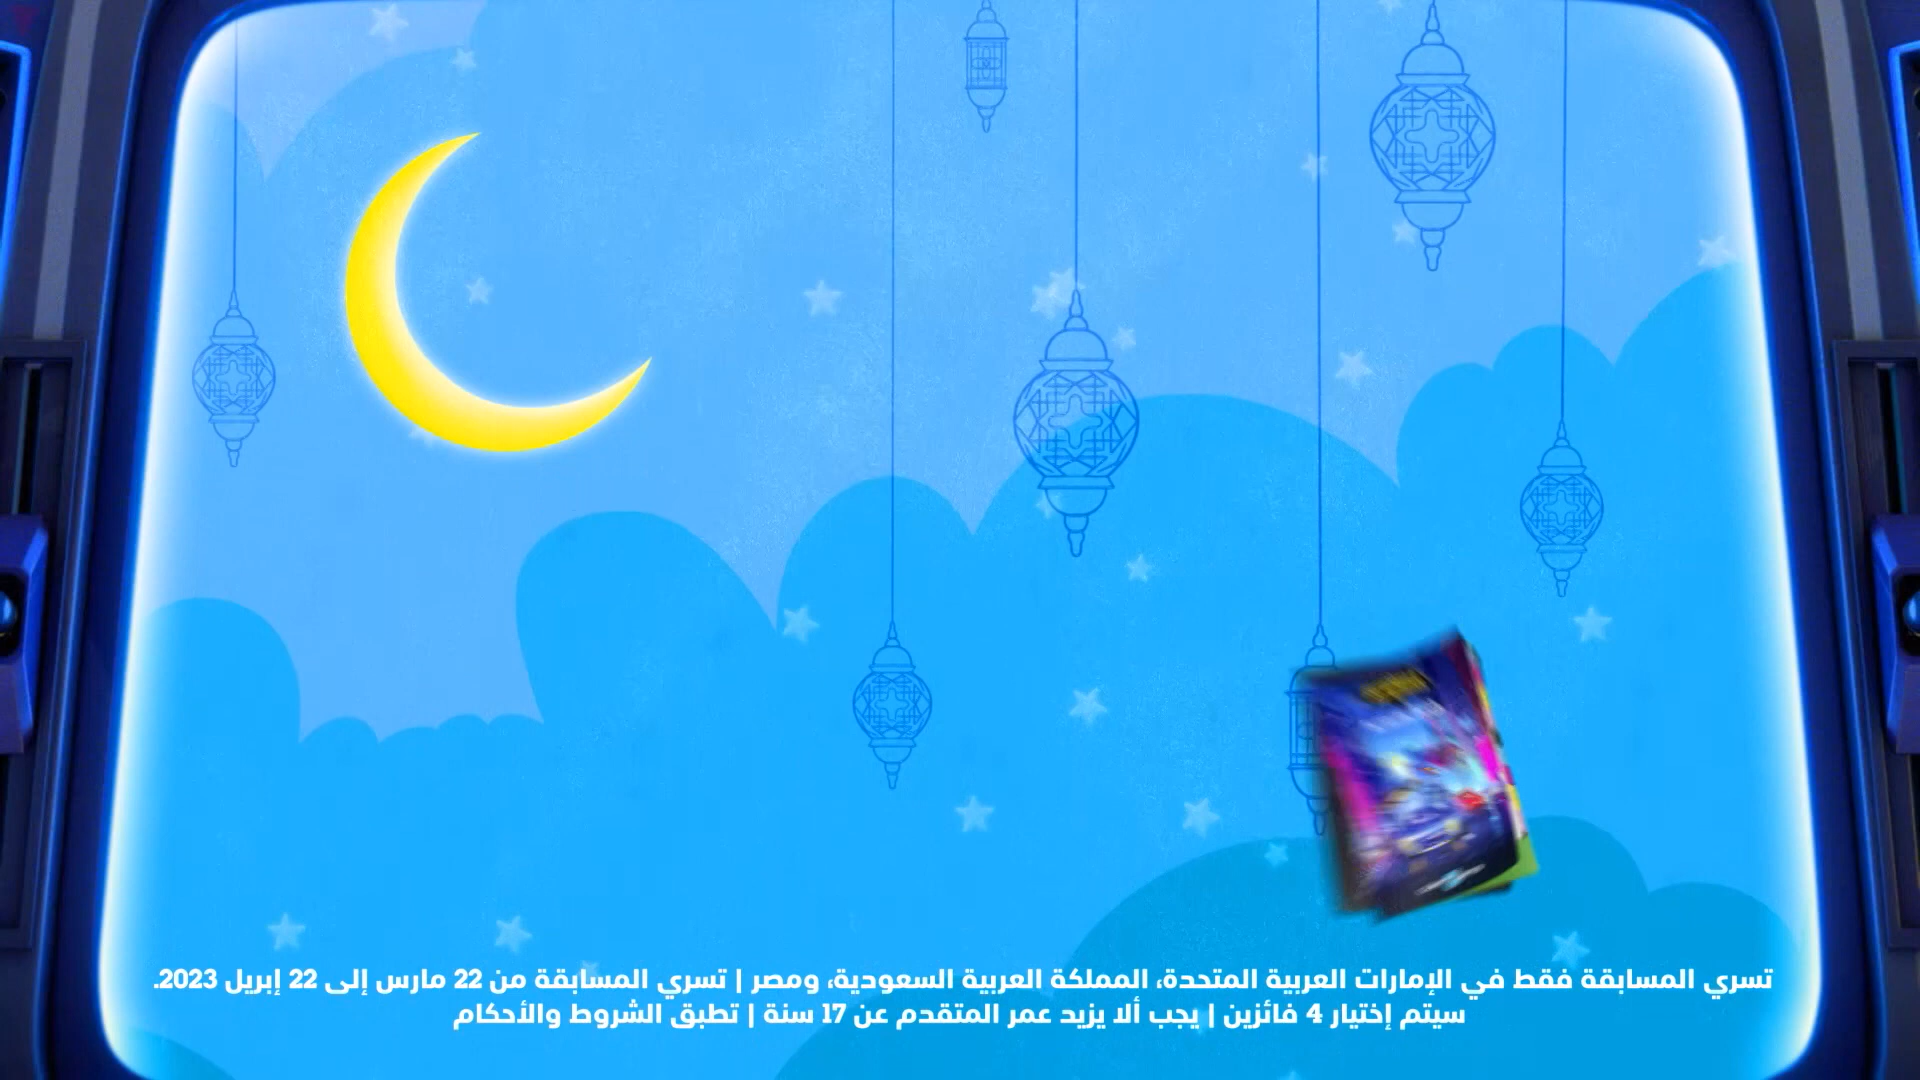 تسري المسابقة فقط في الإمارات العربية المتحدة، المملكة العربية السعودية، ومصر | تسري المسابقة من 22 مارس إلى 22 إبريل 2023.
سيتم إختيار 4 فائزين | يجب ألا يزيد عمر المتقدم عن 17 سنة | تطبق الشروط والأحكام